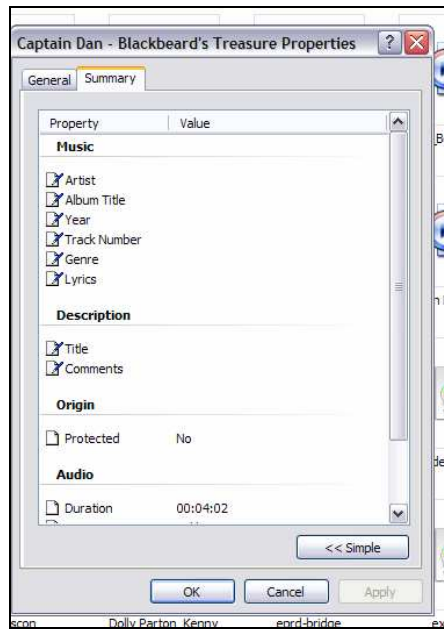 Captain Dan - Blackbeard's Treasure Properties
General Summary
Property Value
Music
Artist
Album Title
Year
Track Number
Genre
Lyrics
Description
Title
Comments
Origin
Protected No
Audio
Duration 00:04:02
<< Simple
OK Cancel Apply
scon Dolly Parton Kenny eprd-bridge